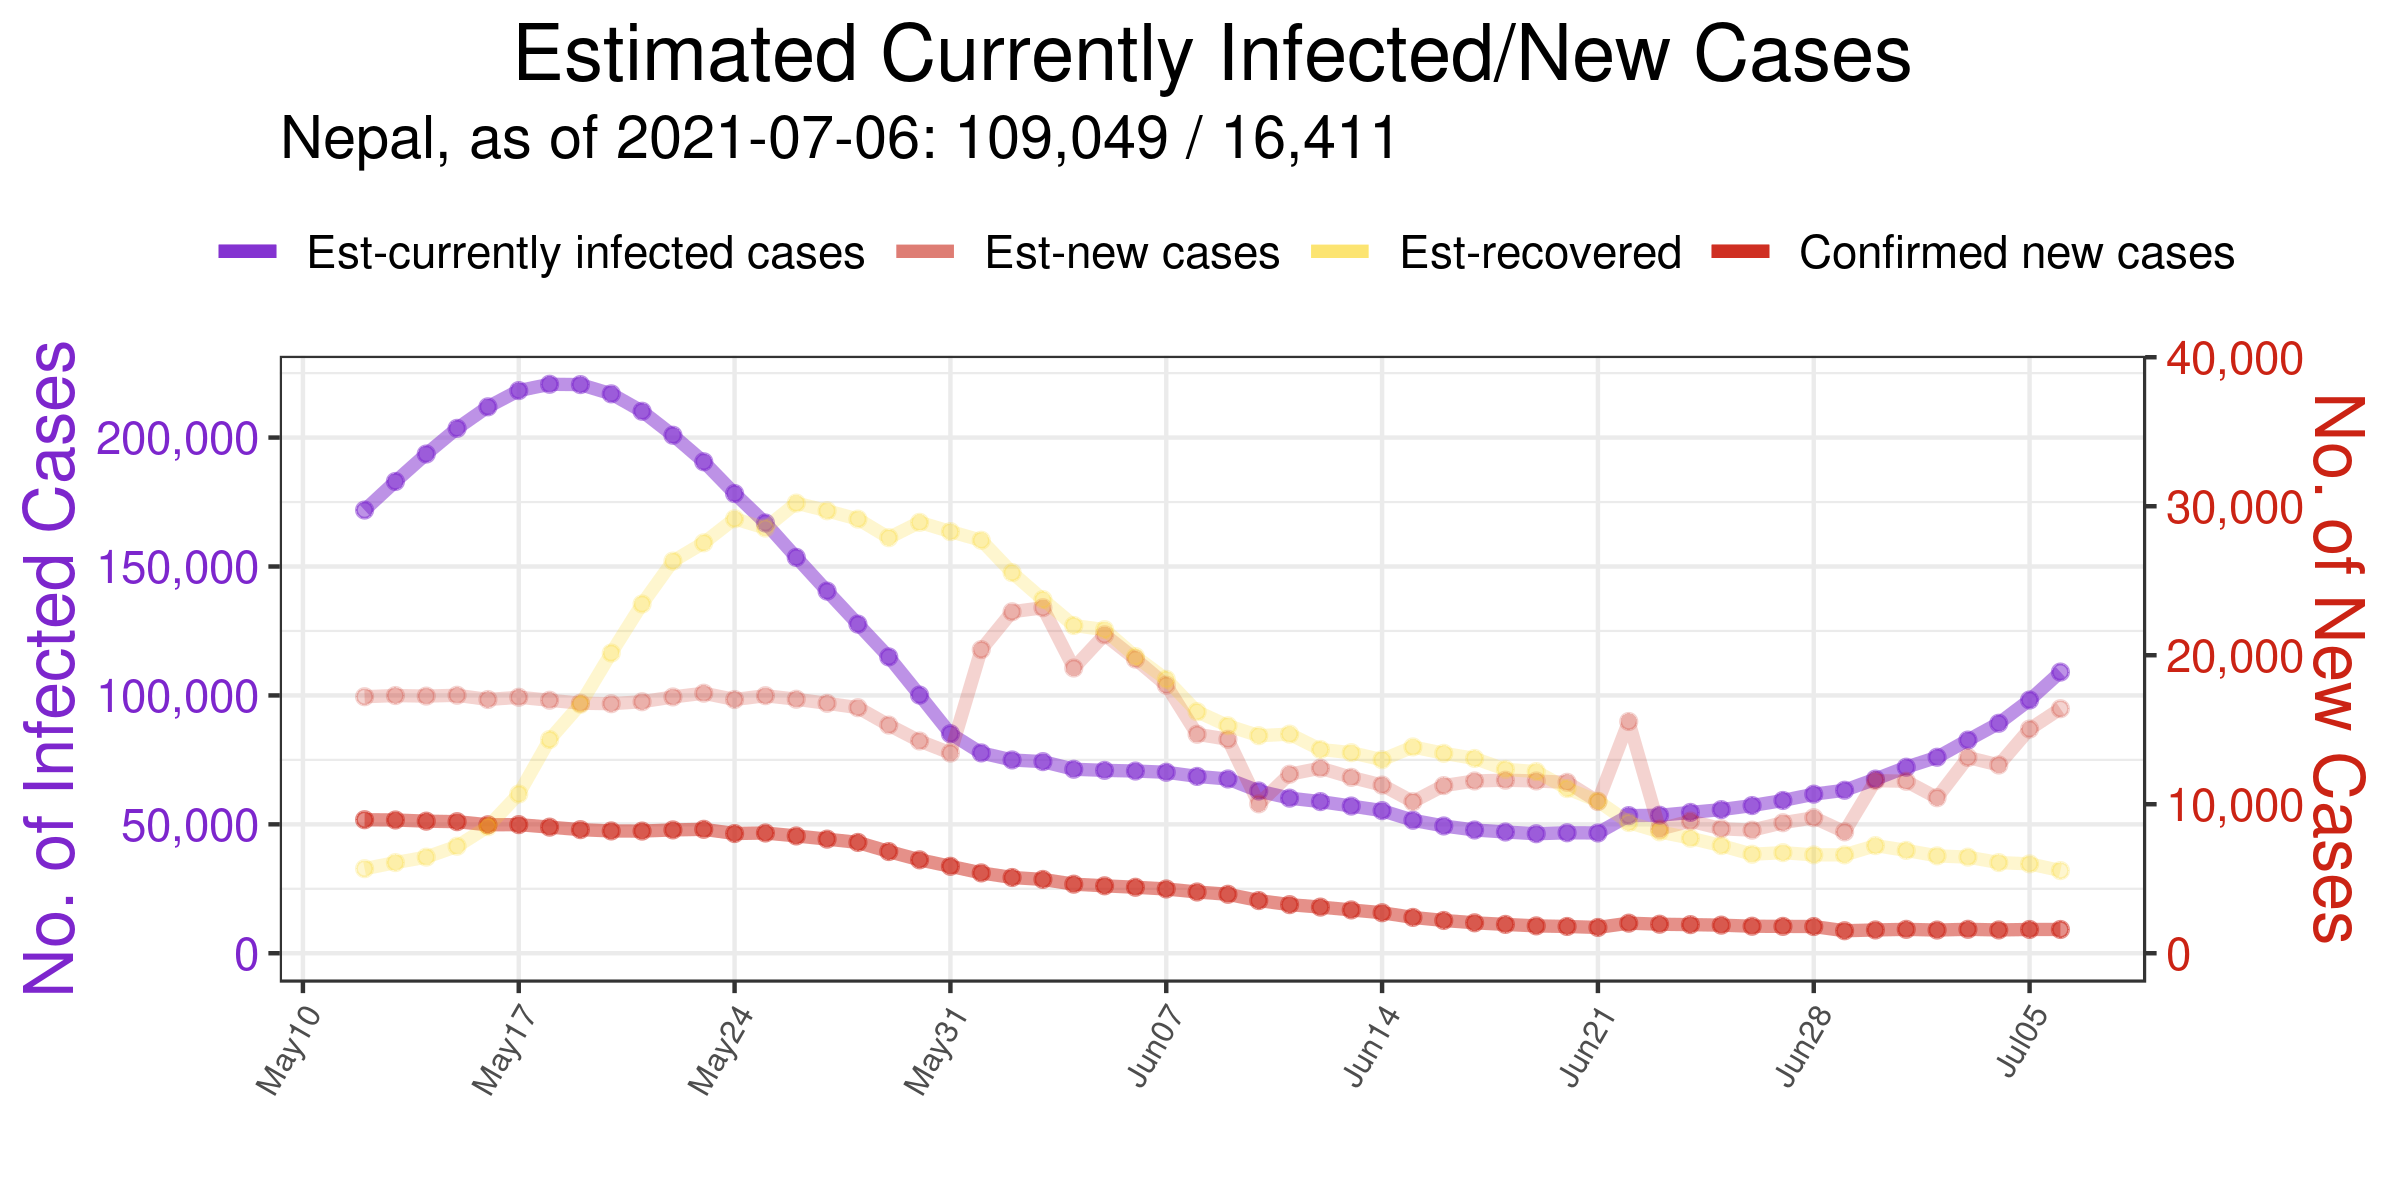 Estimated Currently Infected/New Cases
Nepal, as of 2021-07-06: 109,049 / 16,411
Est-currently infected cases Est-new cases Est-recovered Confirmed new cases
No. of Infected Cases
200,000
150,000
100,000
50,000
0
40,000
30,000
20,000
10,000
0
No. of New Cases
May10 May17 May24 May31 Jun07 Jun14 Jun21 Jun28 Jul05